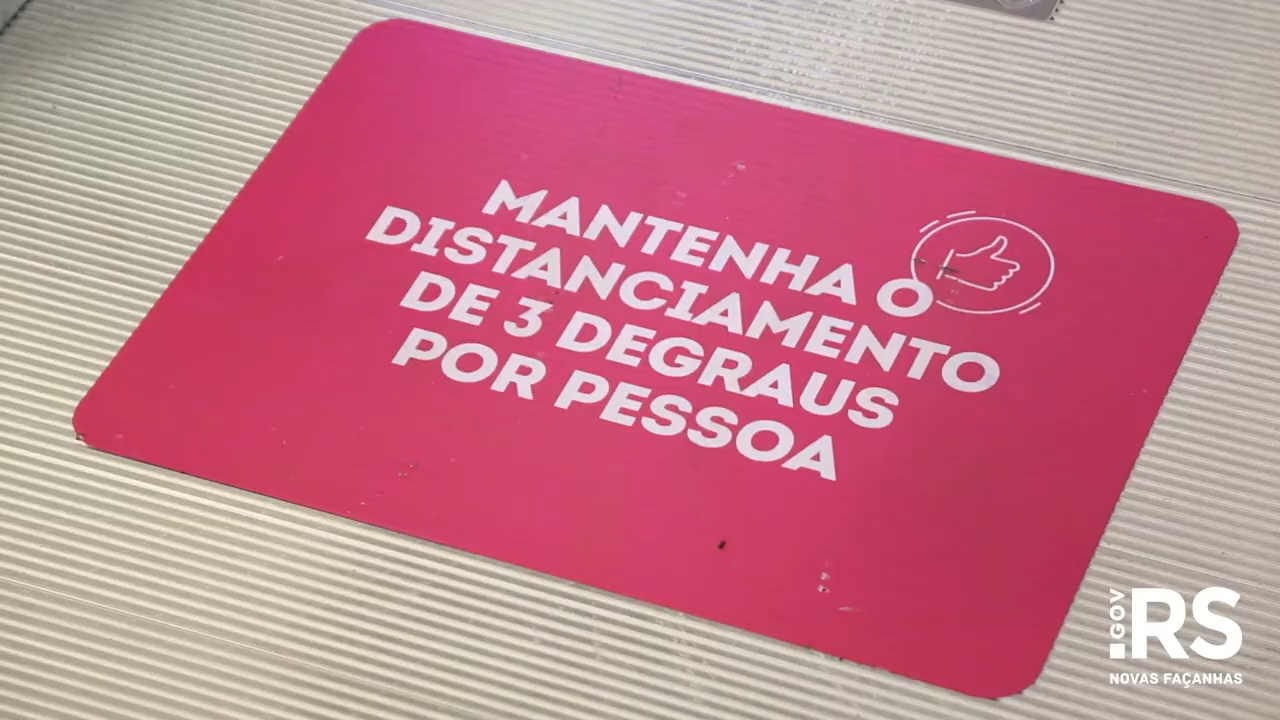 MANTENHA O
DISTANCIAMENTO
DE 3 DEGRAUS
POR PESSOA
.GOV
RS
NOVAS FAÇANHAS